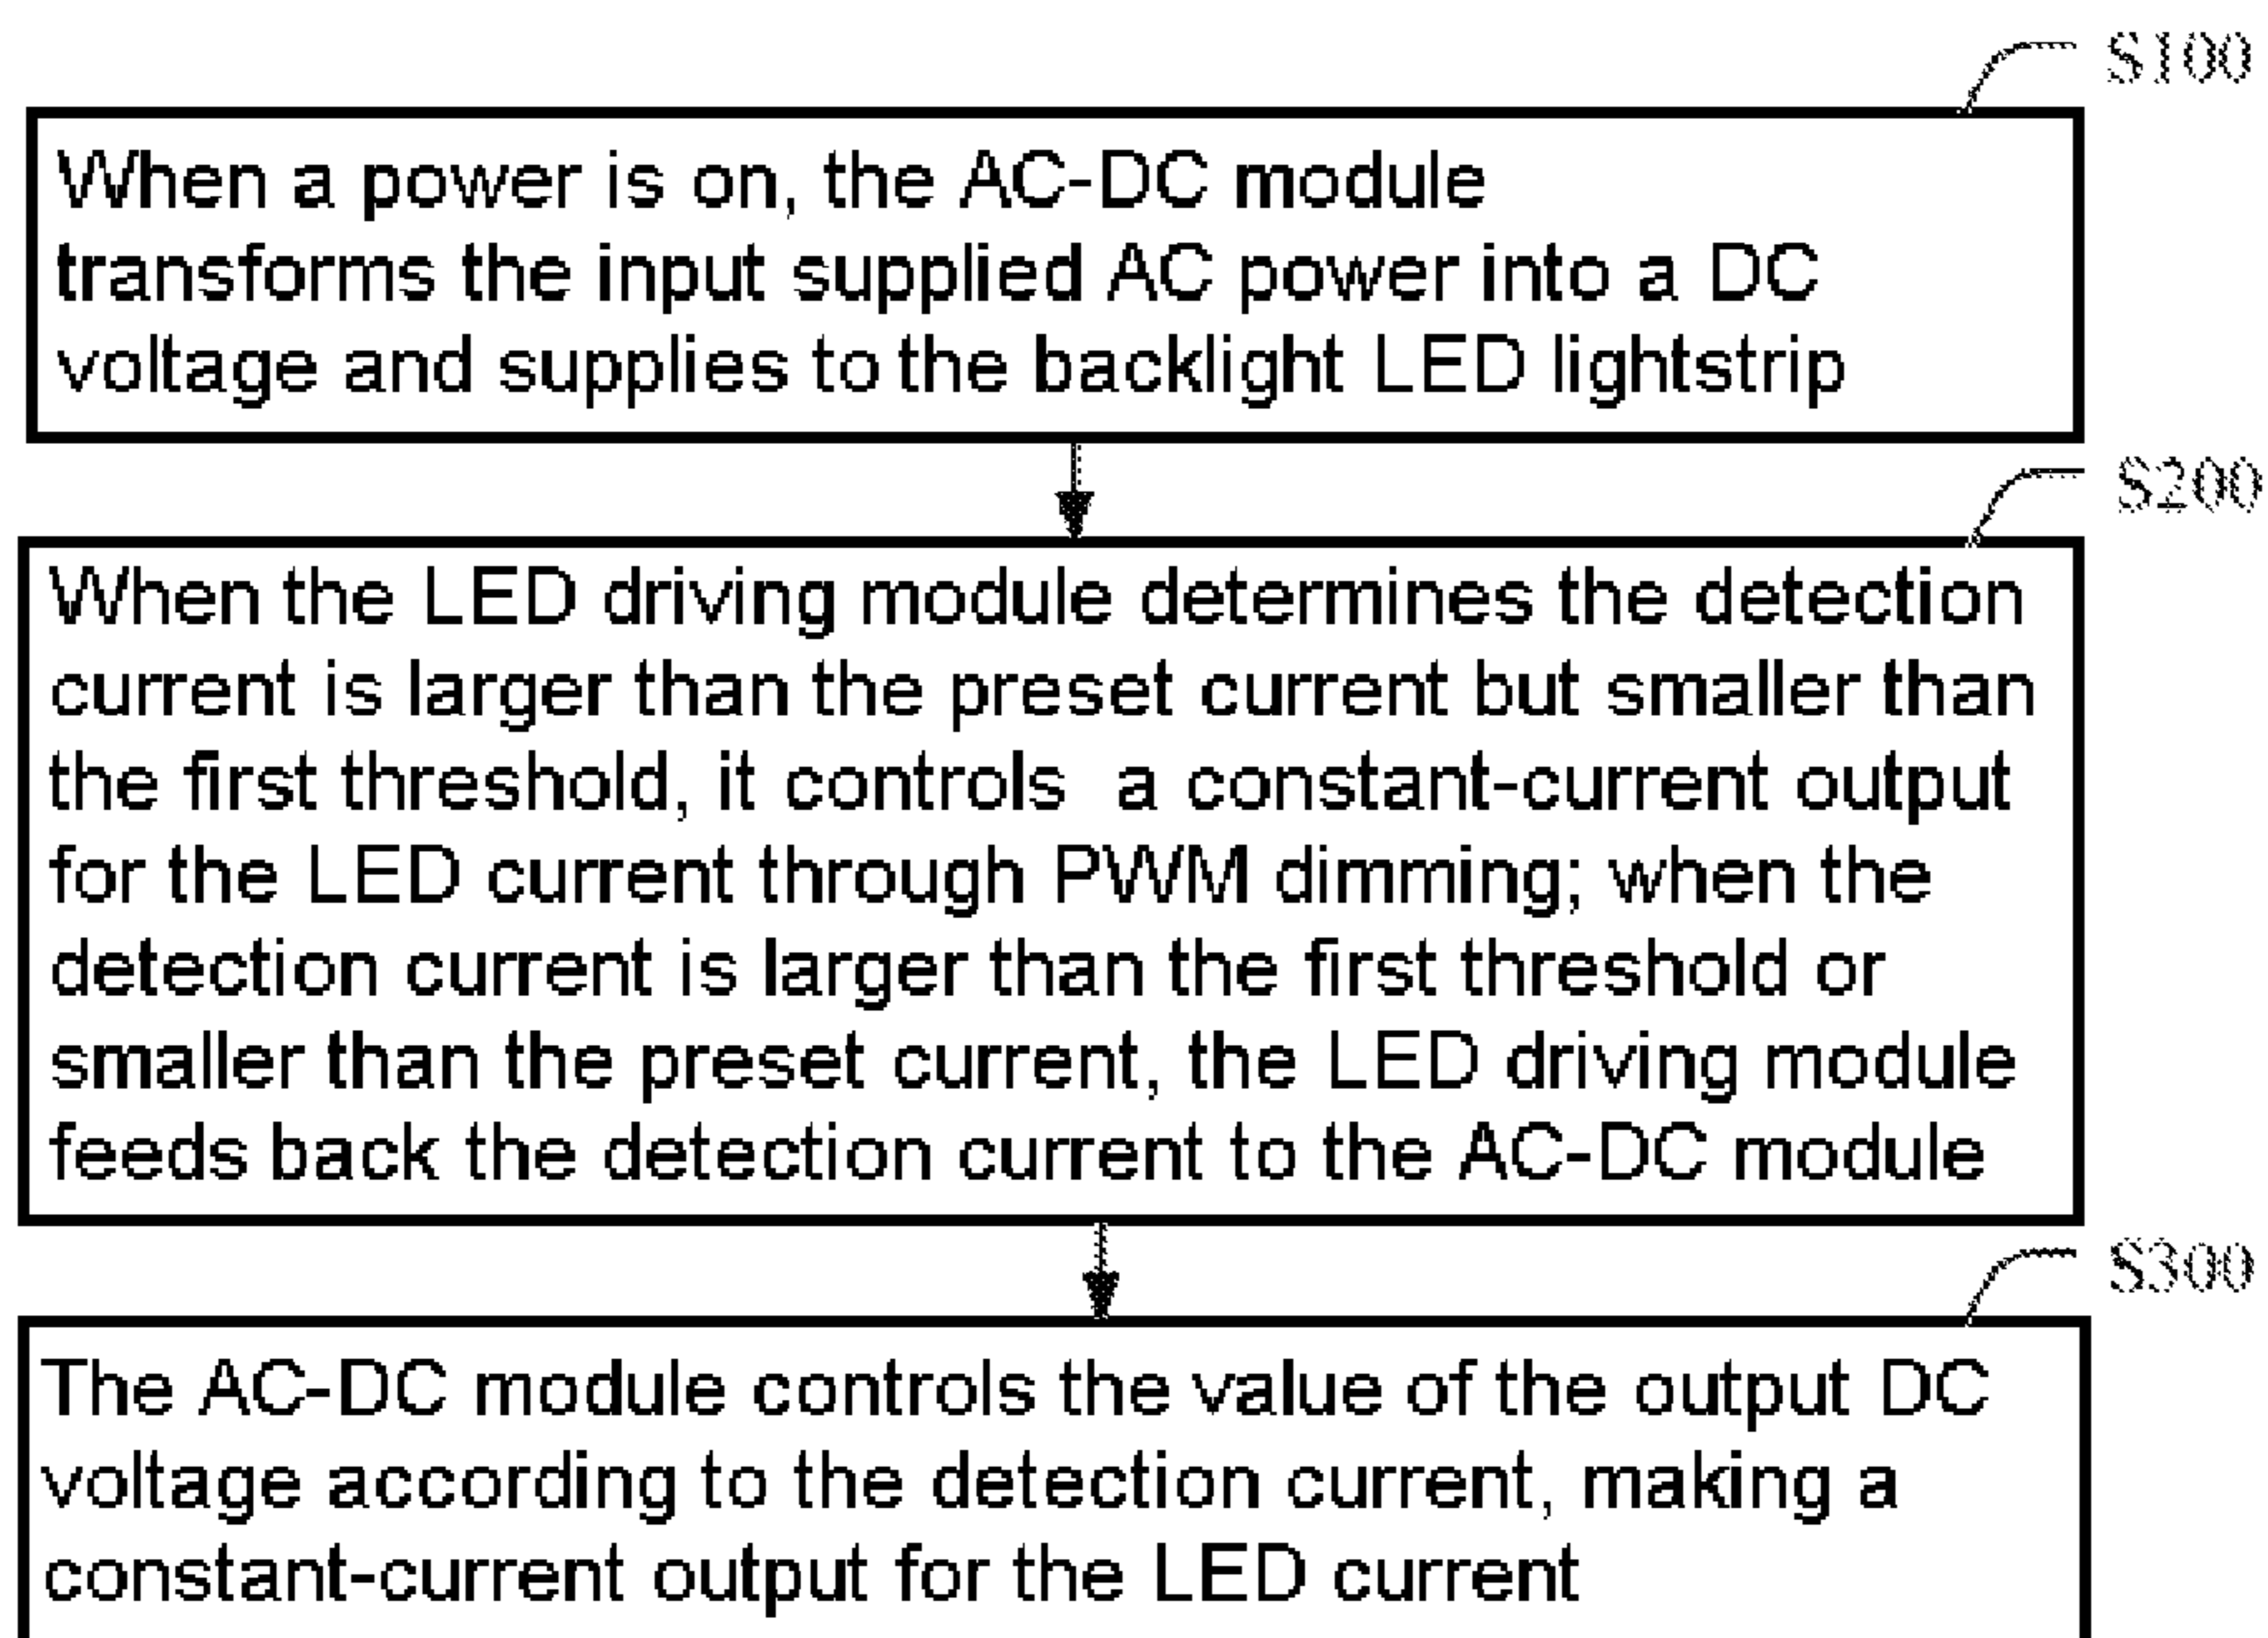 S100
When a power is on, the AC-DC module
transforms the input supplied AC power into a DC
voltage and supplies to the backlight LED lightstrip
S200
When the LED driving module determines the detection
current is larger than the preset current but smaller than
the first threshold, it controls a constant-current output
for the LED current through PWM dimming; when the
detection current is larger than the first threshold or
smaller than the preset current, the LED driving module
feeds back the detection current to the AC-DC module
S300
The AC-DC module controls the value of the output DC
voltage according to the detection current, making a
constant-current output for the LED current